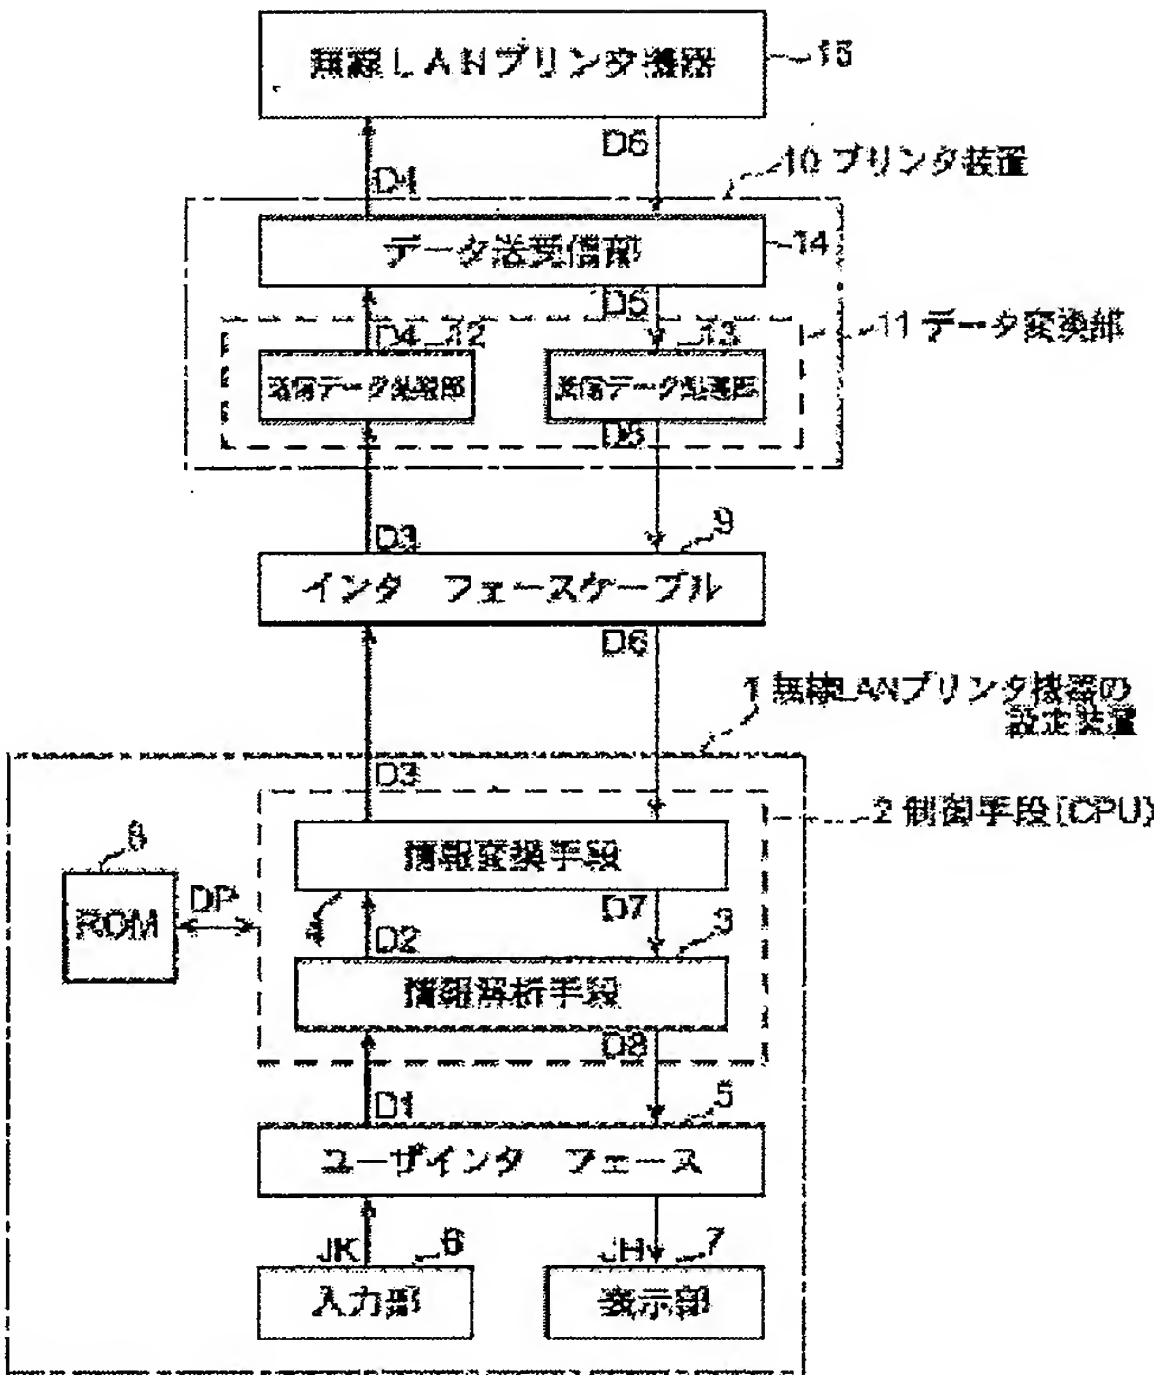 無線LANプリンタ機器
15
D6
D4
10 プリンタ装置
データ送受信部
14
D5
D4
12
13
11 データ変換部
送信データ処理部
受信データ処理部
D3
9
インタ フェースケーブル
D6
1 無線LANプリンタ機器の
設定装置
D3
2 制御手段(CPU)
8
ROM
DP
情報変換手段
4
D2
D7
3
情報解析手段
D8
D1
5
ユーザインタ フェース
JK
6
JH
7
入力部
表示部